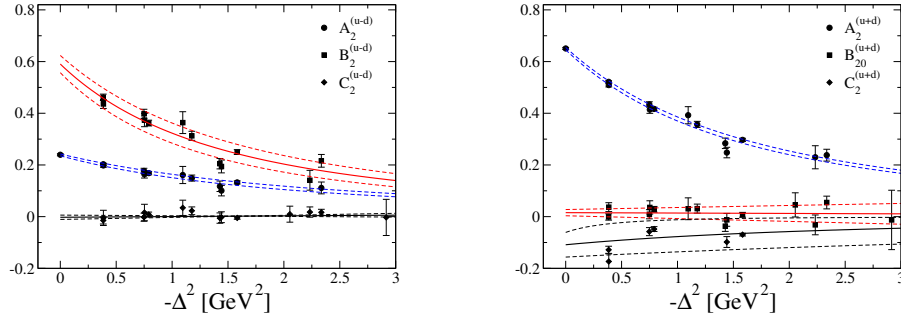 0.8
0.6
0.4
0.2
0
-0.2
0 0.5 1 1.5 2 2.5 3
-Δ² [GeV²]
A₂^(u-d)
B₂^(u-d)
C₂^(u-d)
0.8
0.6
0.4
0.2
0
-0.2
0 0.5 1 1.5 2 2.5 3
-Δ² [GeV²]
A₂^(u+d)
B₂₀^(u+d)
C₂^(u+d)